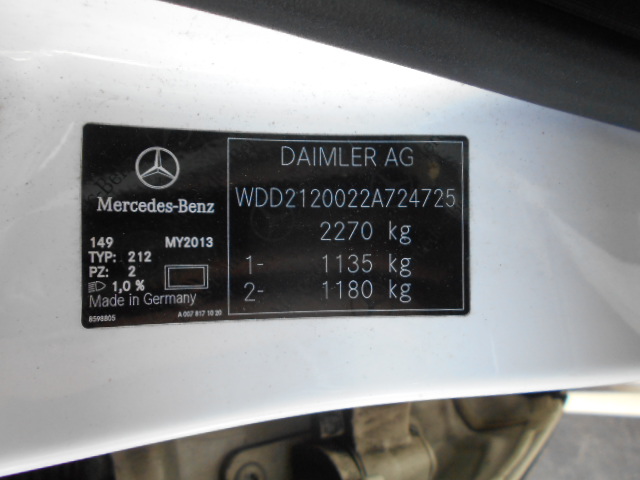 Mercedes-Benz
149 MY2013
TYP: 212
PZ: 2
1,0 %
Made in Germany
8598805 A 007 817 10 20
DAIMLER AG
WDD2120022A724725
2270 kg
1- 1135 kg
2- 1180 kg